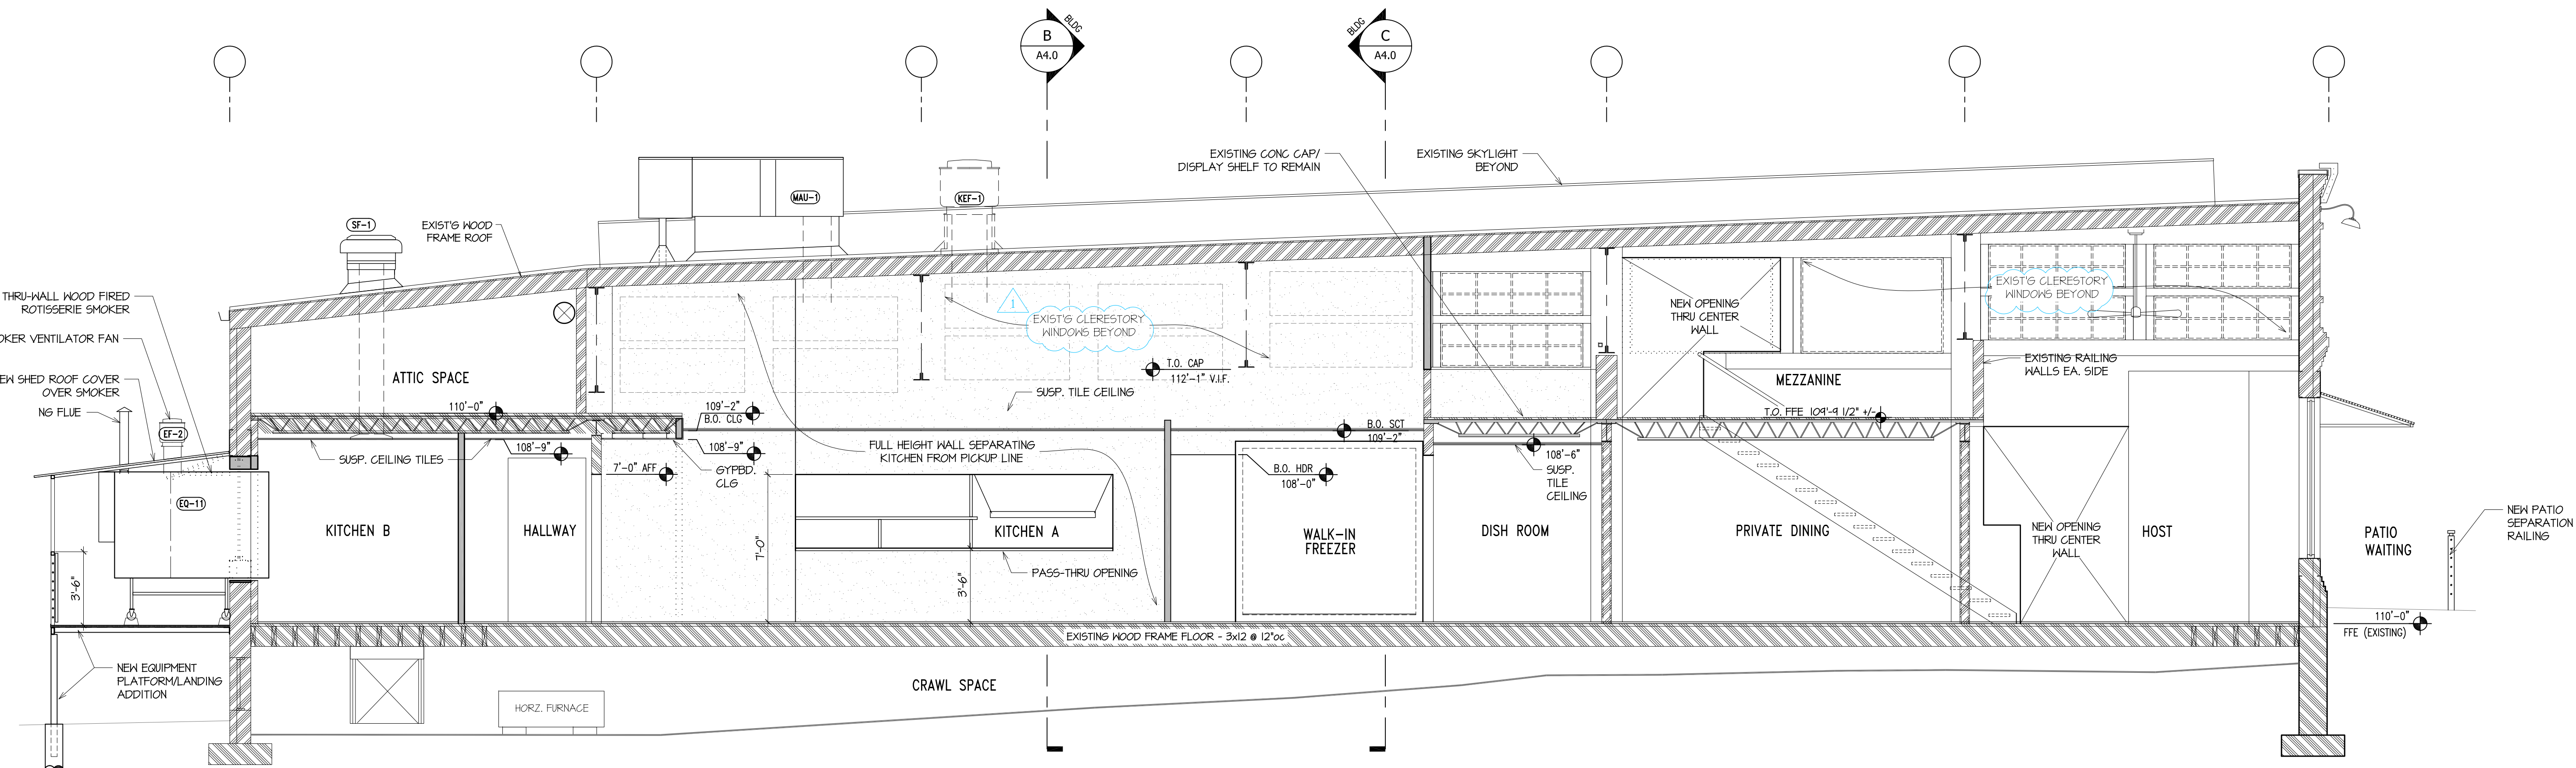 BLDG
B
A4.0
BLDG
C
A4.0
EXISTING CONC CAP/
DISPLAY SHELF TO REMAIN
EXISTING SKYLIGHT
BEYOND
MAU-1
KEF-1
SF-1
EXIST'G WOOD
FRAME ROOF
THRU-WALL WOOD FIRED
ROTISSERIE SMOKER
OKER VENTILATOR FAN
EW SHED ROOF COVER
OVER SMOKER
NG FLUE
EF-2
EQ-11
ATTIC SPACE
110'-0"
109'-2"
B.O. CLG
108'-9"
108'-9"
SUSP. CEILING TILES
GYPBD.
CLG
7'-0" AFF
1
EXIST'G CLERESTORY
WINDOWS BEYOND
T.O. CAP
112'-1" V.I.F.
SUSP. TILE CEILING
FULL HEIGHT WALL SEPARATING
KITCHEN FROM PICKUP LINE
B.O. SCT
109'-2"
B.O. HDR
108'-0"
108'-6"
SUSP.
TILE
CEILING
NEW OPENING
THRU CENTER
WALL
MEZZANINE
T.O. FFE 109'-9 1/2" +/-
EXIST'G CLERESTORY
WINDOWS BEYOND
EXISTING RAILING
WALLS EA. SIDE
KITCHEN B
HALLWAY
7'-0"
KITCHEN A
3'-6"
PASS-THRU OPENING
WALK-IN
FREEZER
DISH ROOM
PRIVATE DINING
NEW OPENING
THRU CENTER
WALL
HOST
PATIO
WAITING
NEW PATIO
SEPARATION
RAILING
3'-6"
110'-0"
FFE (EXISTING)
EXISTING WOOD FRAME FLOOR - 3x12 @ 12"oc
NEW EQUIPMENT
PLATFORM/LANDING
ADDITION
HORZ. FURNACE
CRAWL SPACE